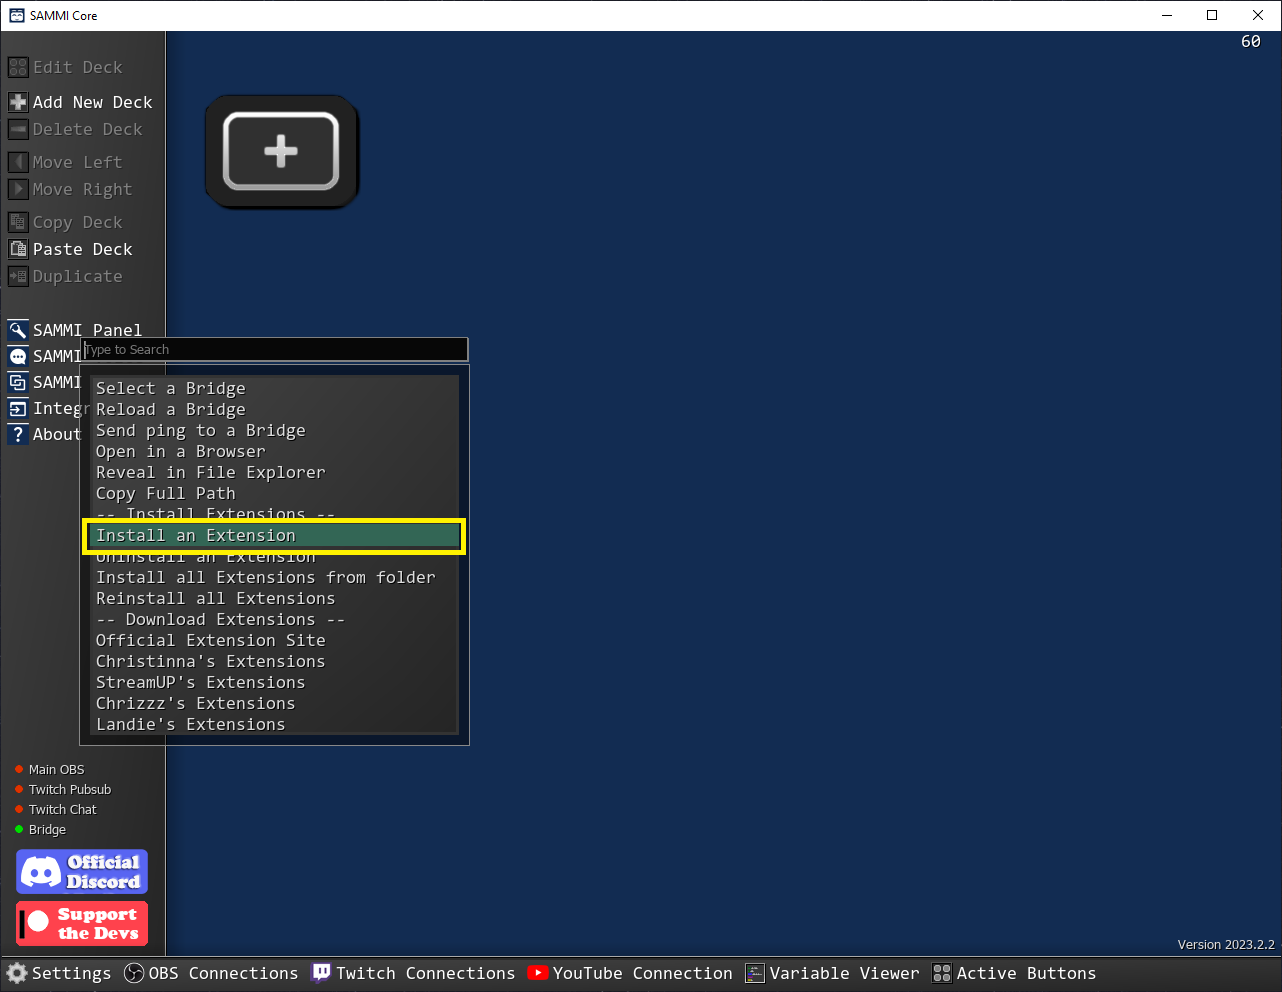 SAMMI Core
60
Edit Deck
Add New Deck
Delete Deck
Move Left
Move Right
Copy Deck
Paste Deck
Duplicate
SAMMI Panel
SAMMI
SAMMI
Integr
About
Type to Search
Select a Bridge
Reload a Bridge
Send ping to a Bridge
Open in a Browser
Reveal in File Explorer
Copy Full Path
-- Install Extensions --
Install an Extension
Uninstall an Extension
Install all Extensions from folder
Reinstall all Extensions
-- Download Extensions --
Official Extension Site
Christinna's Extensions
StreamUP's Extensions
Chrizzz's Extensions
Landie's Extensions
Main OBS
Twitch Pubsub
Twitch Chat
Bridge
Official
Discord
Support
the Devs
Version 2023.2.2
Settings OBS Connections Twitch Connections YouTube Connection Variable Viewer Active Buttons